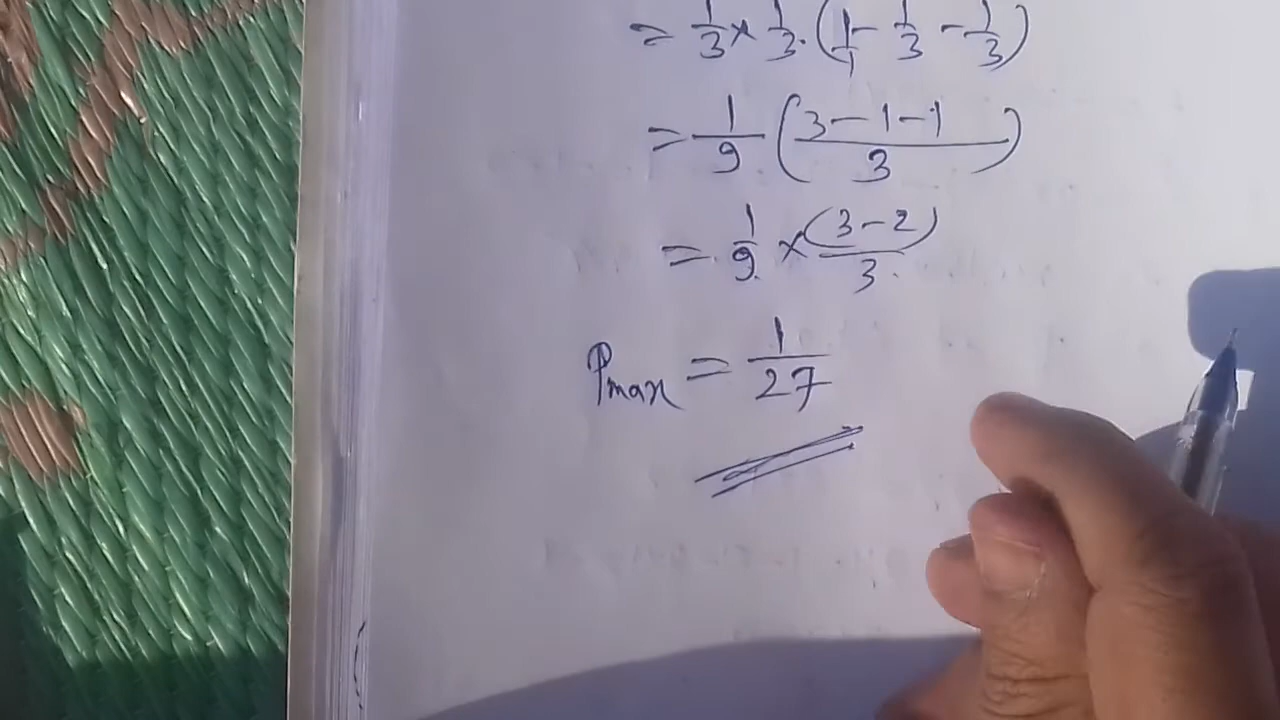 = 1/3 × 1/3 . (1/1 - 1/3 - 1/3)
= 1/9 (3-1-1/3)
= . 1/9 × (3-2)/3
Pmax = 1/27